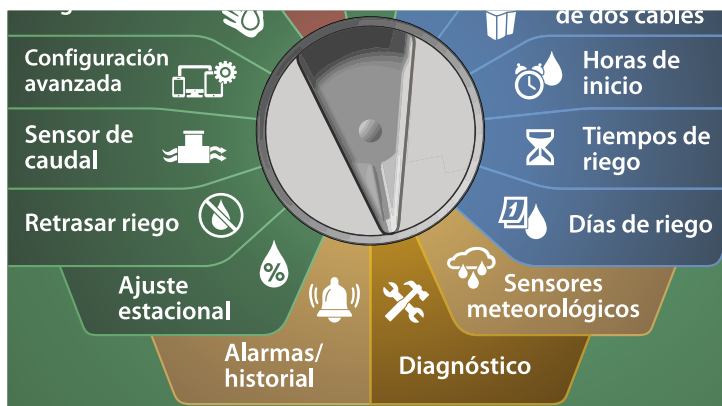 de dos cables
Configuración
avanzada
Horas de
inicio
Sensor de
caudal
Tiempos de
riego
Retrasar riego
1
Días de riego
%
Ajuste
estacional
Sensores
meteorológicos
Alarmas/
historial
Diagnóstico